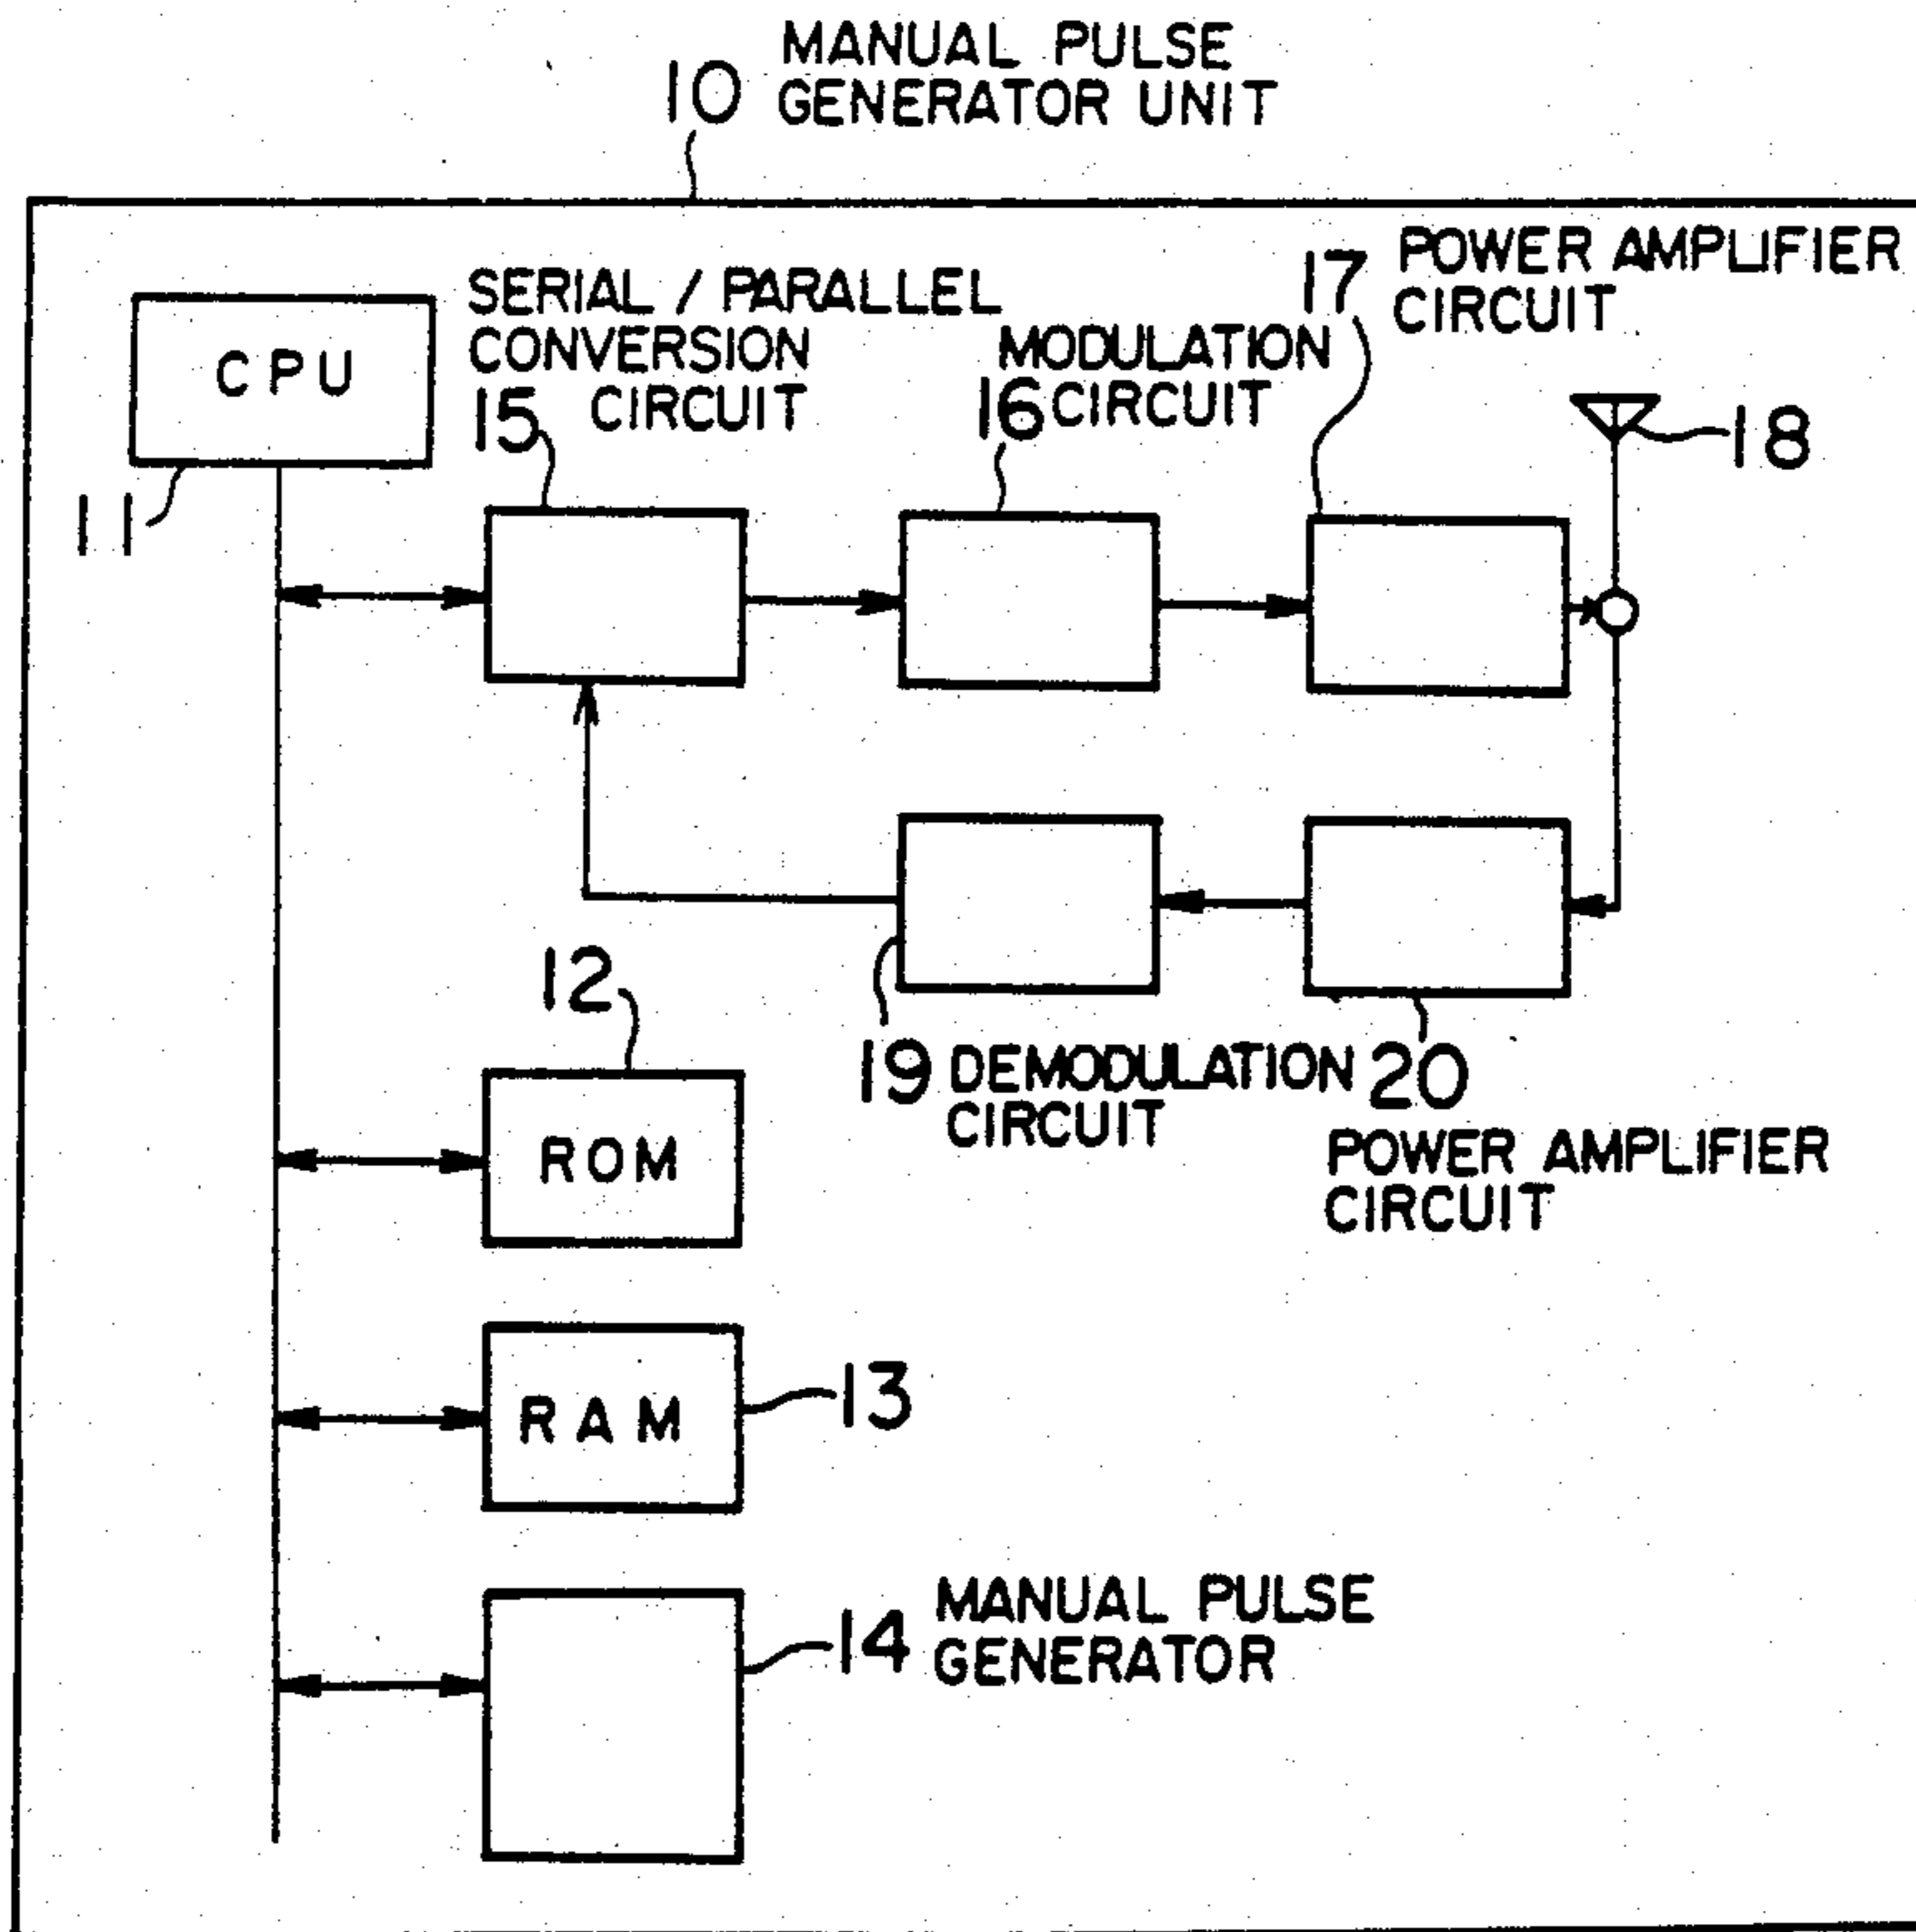 MANUAL PULSE
10 GENERATOR UNIT
17 POWER AMPLIFIER
CIRCUIT
SERIAL / PARALLEL
CONVERSION
15 CIRCUIT
MODULATION
16 CIRCUIT
CPU
18
11
12
19 DEMODULATION
CIRCUIT
20
POWER AMPLIFIER
CIRCUIT
ROM
RAM
13
14 MANUAL PULSE
GENERATOR